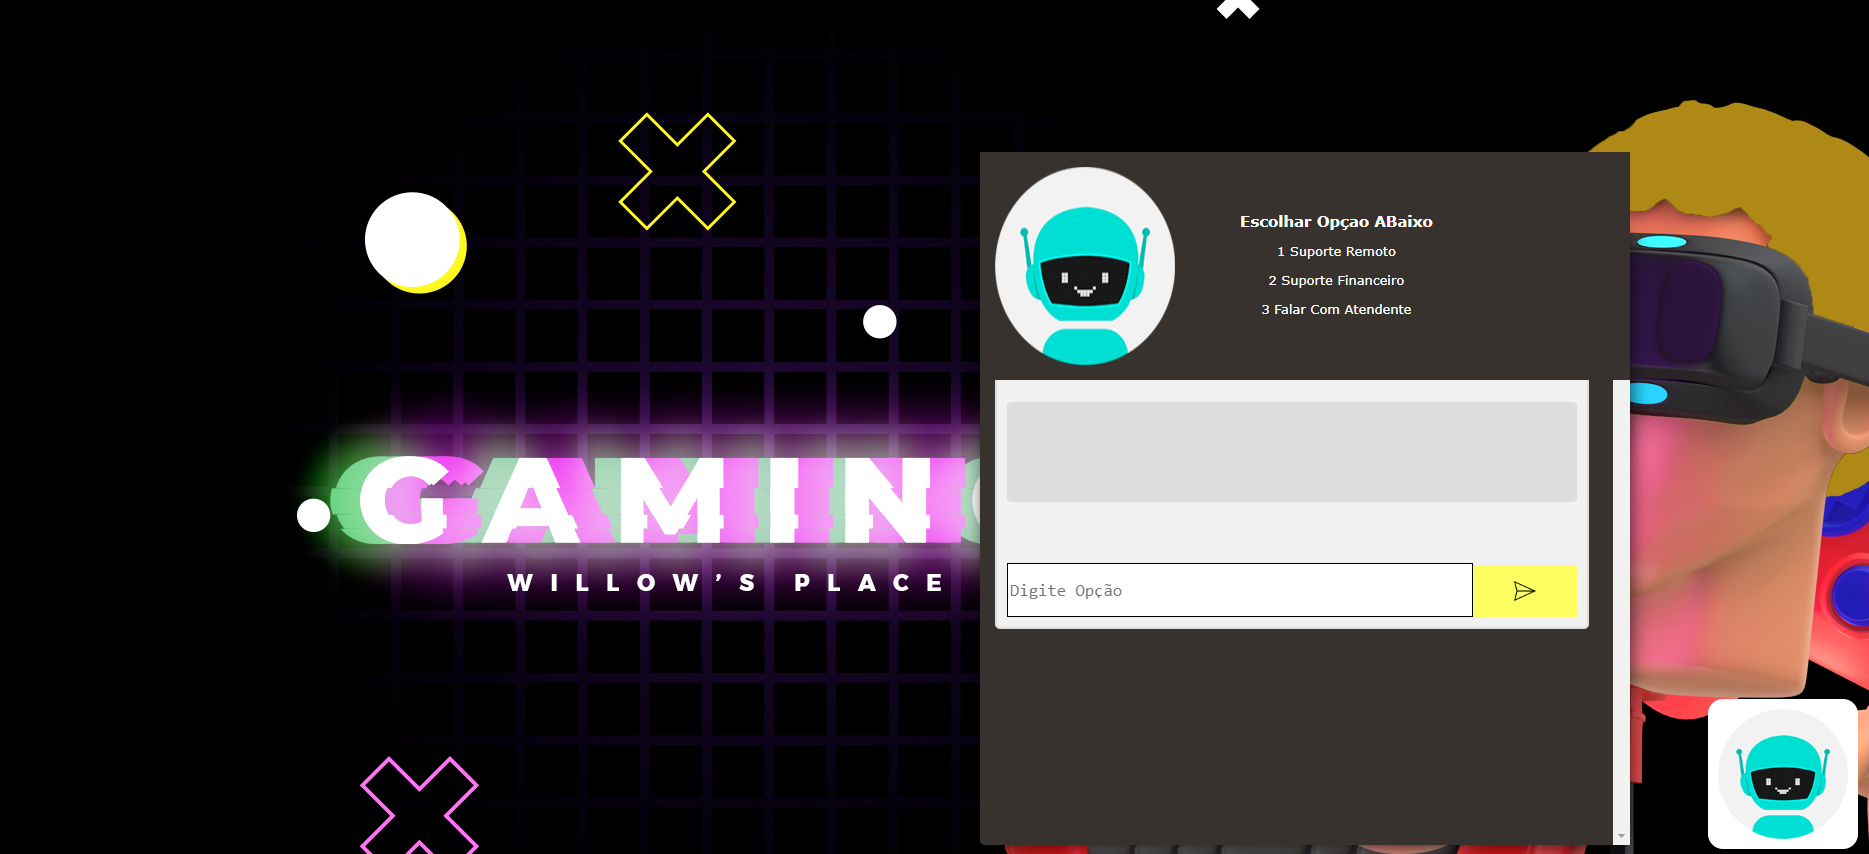 Escolhar Opçao ABaixo
1 Suporte Remoto
2 Suporte Financeiro
3 Falar Com Atendente
GAMIN
WILLOW'S PLACE
Digite Opção